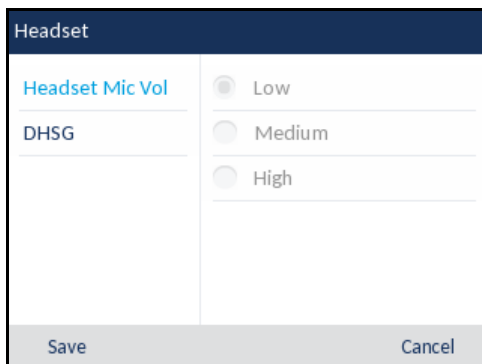 Headset
Headset Mic Vol
Low
DHSG
Medium
High
Save
Cancel